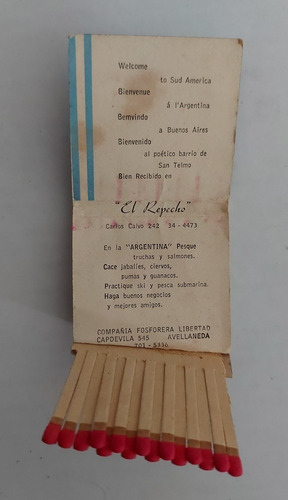 Welcome
to Sud America
Bienvenue
á l'Argentina
Bemvindo
a Buenos Aires
Bienvenido
al poético barrio de
San Telmo
Bien Recibido en
"El Repecho"
Carlos Calvo 242 34-4473
En la "ARGENTINA" Pesque
truchas y salmones.
Cace jabalíes, ciervos,
pumas y guanacos.
Practique ski y pesca submarina.
Haga buenos negocios
y mejores amigos.
COMPAÑIA FOSFORERA LIBERTAD
CAPDEVILA 545 AVELLANEDA
201 - 5336